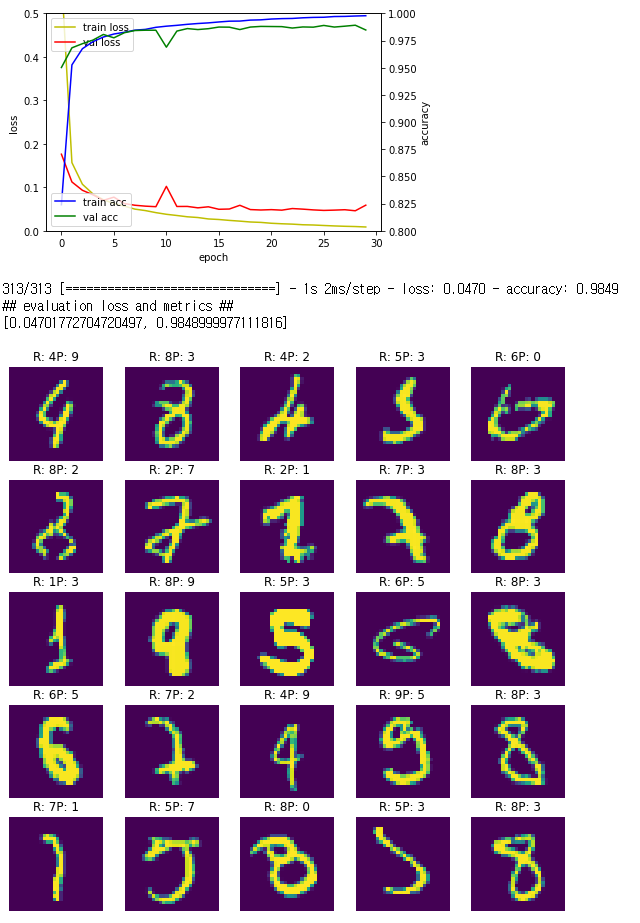 0.5 1.000
train loss
val loss
0.975
0.4 0.950
0.925
0.3
loss 0.900 accuracy
0.2 0.875
0.850
0.1
train acc
val acc
0.825
0.0 0.800
0 5 10 15 20 25 30
epoch
313/313 [==============================] - 1s 2ms/step - loss: 0.0470 - accuracy: 0.9849
## evaluation loss and metrics ##
[0.04701772704720497, 0.9848999977111816]
R: 4P: 9 R: 8P: 3 R: 4P: 2 R: 5P: 3 R: 6P: 0
R: 8P: 2 R: 2P: 7 R: 2P: 1 R: 7P: 3 R: 8P: 3
R: 1P: 3 R: 8P: 9 R: 5P: 3 R: 6P: 5 R: 8P: 3
R: 6P: 5 R: 7P: 2 R: 4P: 9 R: 9P: 5 R: 8P: 3
R: 7P: 1 R: 5P: 7 R: 8P: 0 R: 5P: 3 R: 8P: 3